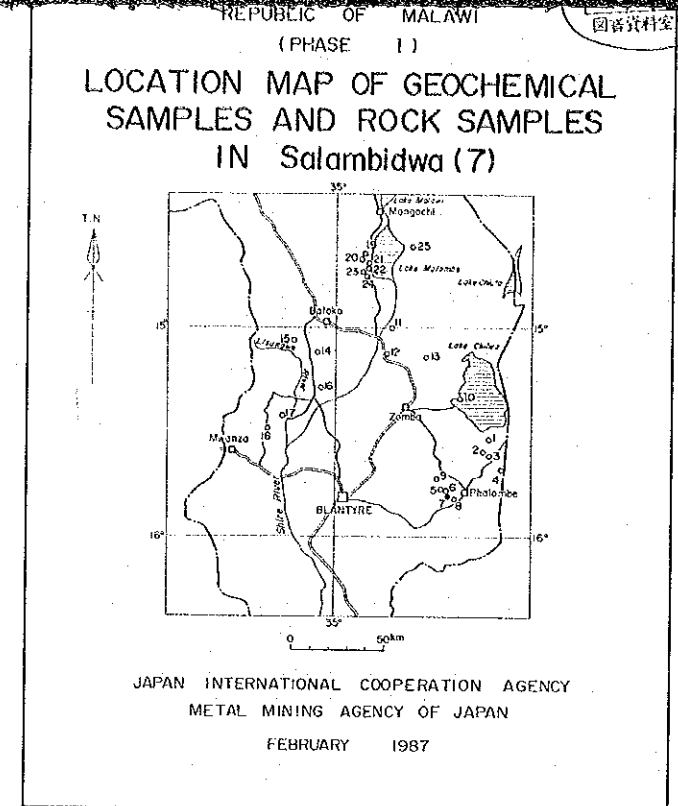 REPUBLIC OF MALAWI
図書資料室
(PHASE I)
LOCATION MAP OF GEOCHEMICAL
SAMPLES AND ROCK SAMPLES
IN Salambidwa (7)
35°
T.N
Lake Malawi
Mangochi
19
25
20 21
23 22
Lake Malombe
24
Lake Chiuta
Balaka
15°
11
15°
15
14
12
13
Lake Chilwa
16
10
17
Zomba
16
1
Mwanza
2 3
4
9
5 6
Phalombe
7 8
Shire River
BLANTYRE
16°
16°
35°
0 50km
JAPAN INTERNATIONAL COOPERATION AGENCY
METAL MINING AGENCY OF JAPAN
FEBRUARY 1987